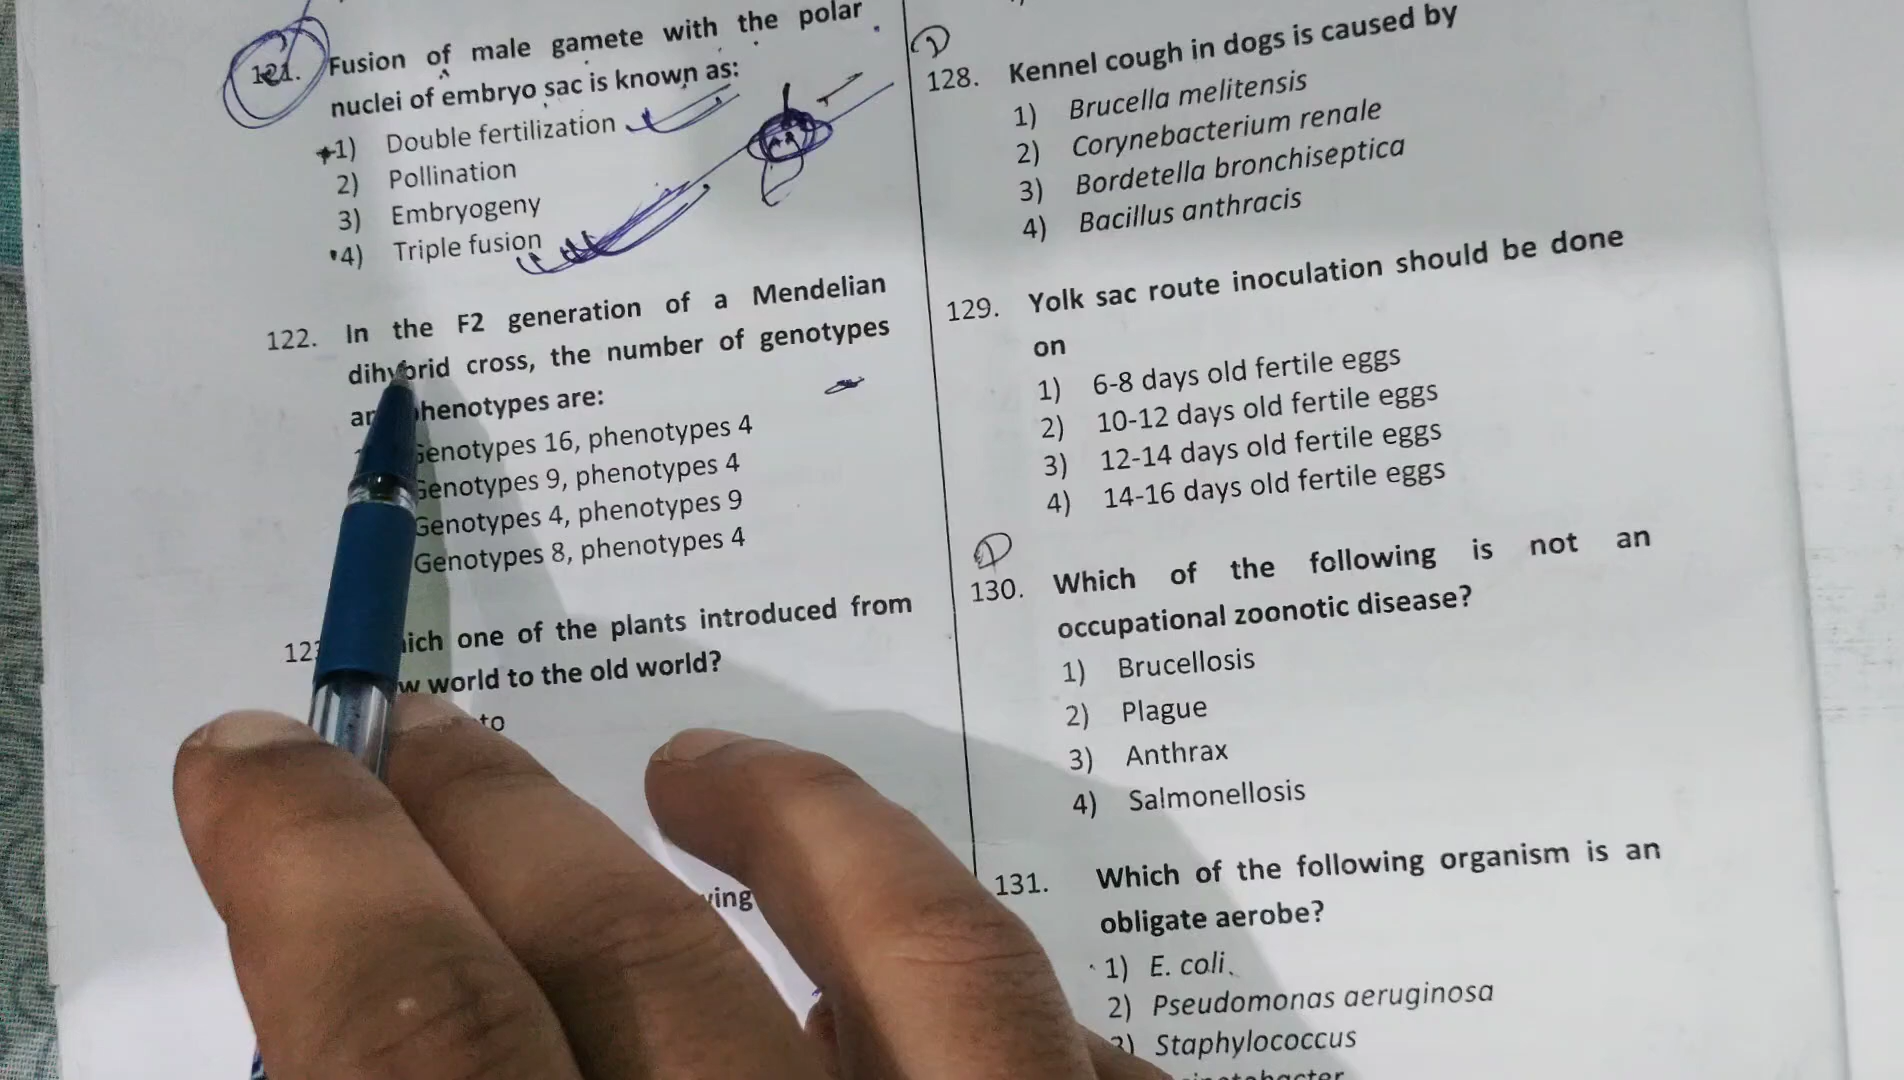 121. Fusion of male gamete with the polar
nuclei of embryo sac is known as:
1) Double fertilization
2) Pollination
3) Embryogeny
4) Triple fusion
122. In the F2 generation of a Mendelian
dihybrid cross, the number of genotypes
phenotypes are:
Genotypes 16, phenotypes 4
Genotypes 9, phenotypes 4
Genotypes 4, phenotypes 9
Genotypes 8, phenotypes 4
one of the plants introduced from
world to the old world?
128. Kennel cough in dogs is caused by
1) Brucella melitensis
2) Corynebacterium renale
3) Bordetella bronchiseptica
4) Bacillus anthracis
129. Yolk sac route inoculation should be done
on
1) 6-8 days old fertile eggs
2) 10-12 days old fertile eggs
3) 12-14 days old fertile eggs
4) 14-16 days old fertile eggs
130. Which of the following is not an
occupational zoonotic disease?
1) Brucellosis
2) Plague
3) Anthrax
4) Salmonellosis
131. Which of the following organism is an
obligate aerobe?
1) E. coli
2) Pseudomonas aeruginosa
3) Staphylococcus